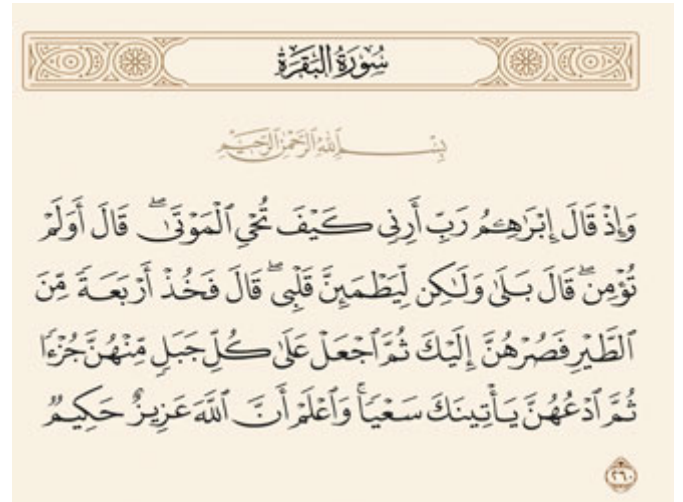 سُورَةُ البَقَرَةِ
بِسْمِ ٱللَّهِ ٱلرَّحْمَٰنِ ٱلرَّحِيمِ
وَإِذْ قَالَ إِبْرَٰهِـۧمُ رَبِّ أَرِنِى كَيْفَ تُحْىِ ٱلْمَوْتَىٰ ۖ قَالَ أَوَلَمْ
تُؤْمِن ۖ قَالَ بَلَىٰ وَلَـٰكِن لِّيَطْمَئِنَّ قَلْبِى ۖ قَالَ فَخُذْ أَرْبَعَةً مِّنَ
ٱلطَّيْرِ فَصُرْهُنَّ إِلَيْكَ ثُمَّ ٱجْعَلْ عَلَىٰ كُلِّ جَبَلٍ مِّنْهُنَّ جُزْءًا
ثُمَّ ٱدْعُهُنَّ يَأْتِينَكَ سَعْيًا ۚ وَٱعْلَمْ أَنَّ ٱللَّهَ عَزِيزٌ حَكِيمٌ
٢٦٠